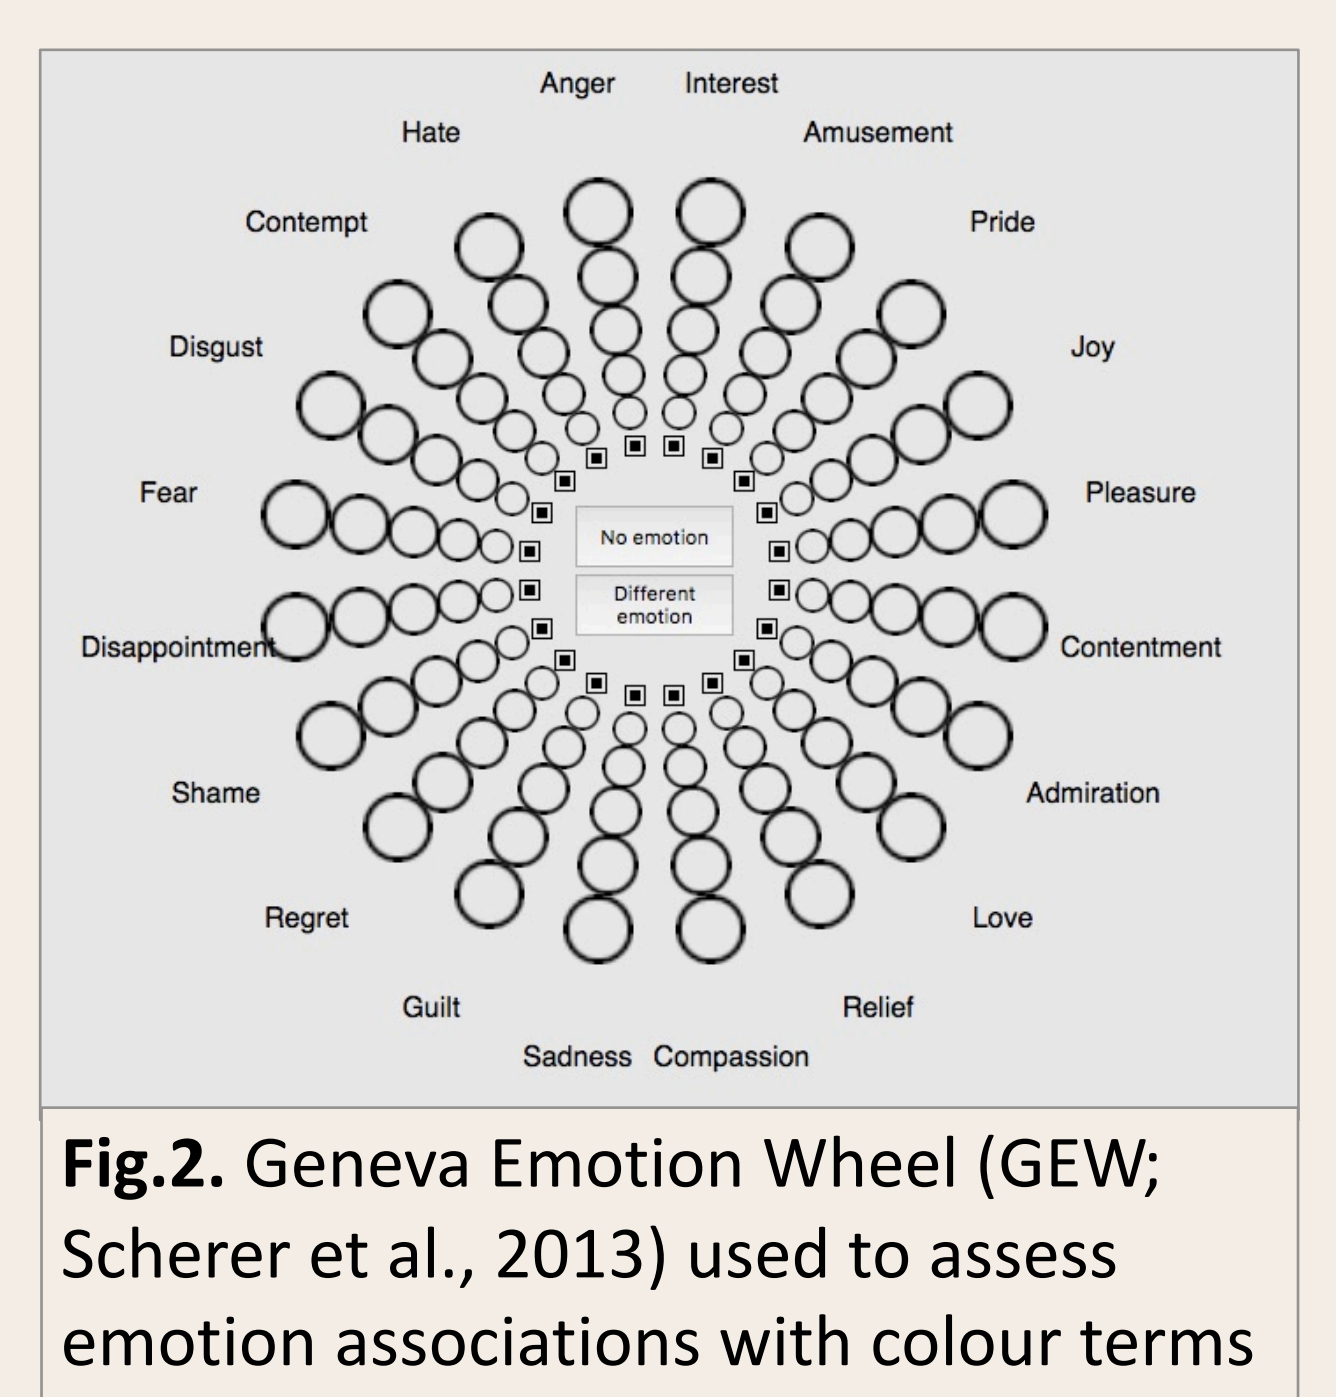 Anger Interest
Hate Amusement
Contempt Pride
Disgust Joy
Fear Pleasure
No emotion
Different
emotion
Disappointment Contentment
Shame Admiration
Regret Love
Guilt Relief
Sadness Compassion
Fig.2. Geneva Emotion Wheel (GEW;
Scherer et al., 2013) used to assess
emotion associations with colour terms